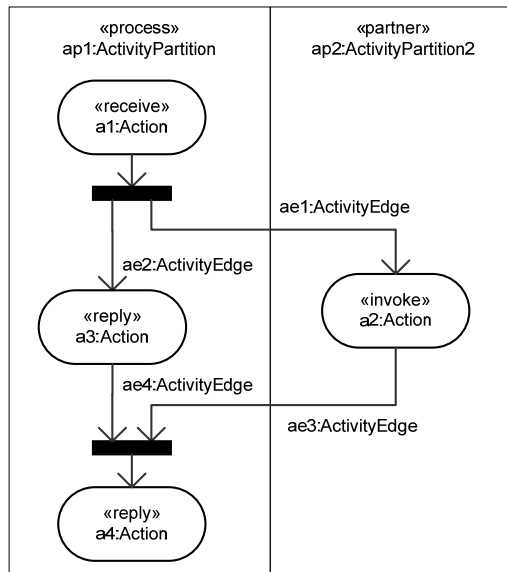 «process»
ap1:ActivityPartition
«partner»
ap2:ActivityPartition2
«receive»
a1:Action
ae1:ActivityEdge
ae2:ActivityEdge
«reply»
a3:Action
«invoke»
a2:Action
ae4:ActivityEdge
ae3:ActivityEdge
«reply»
a4:Action